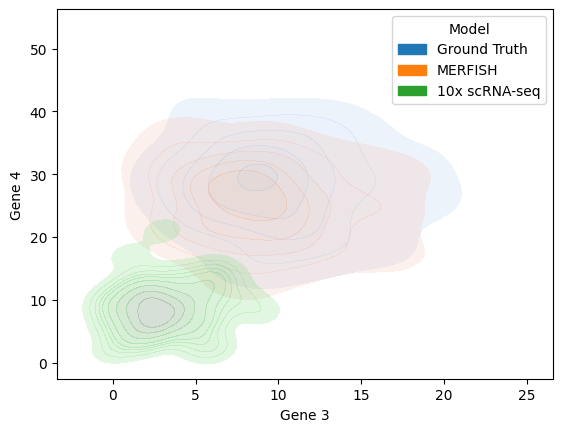 Model
Ground Truth
MERFISH
10x scRNA-seq
50
40
30
20
10
0
Gene 4
0 5 10 15 20 25
Gene 3